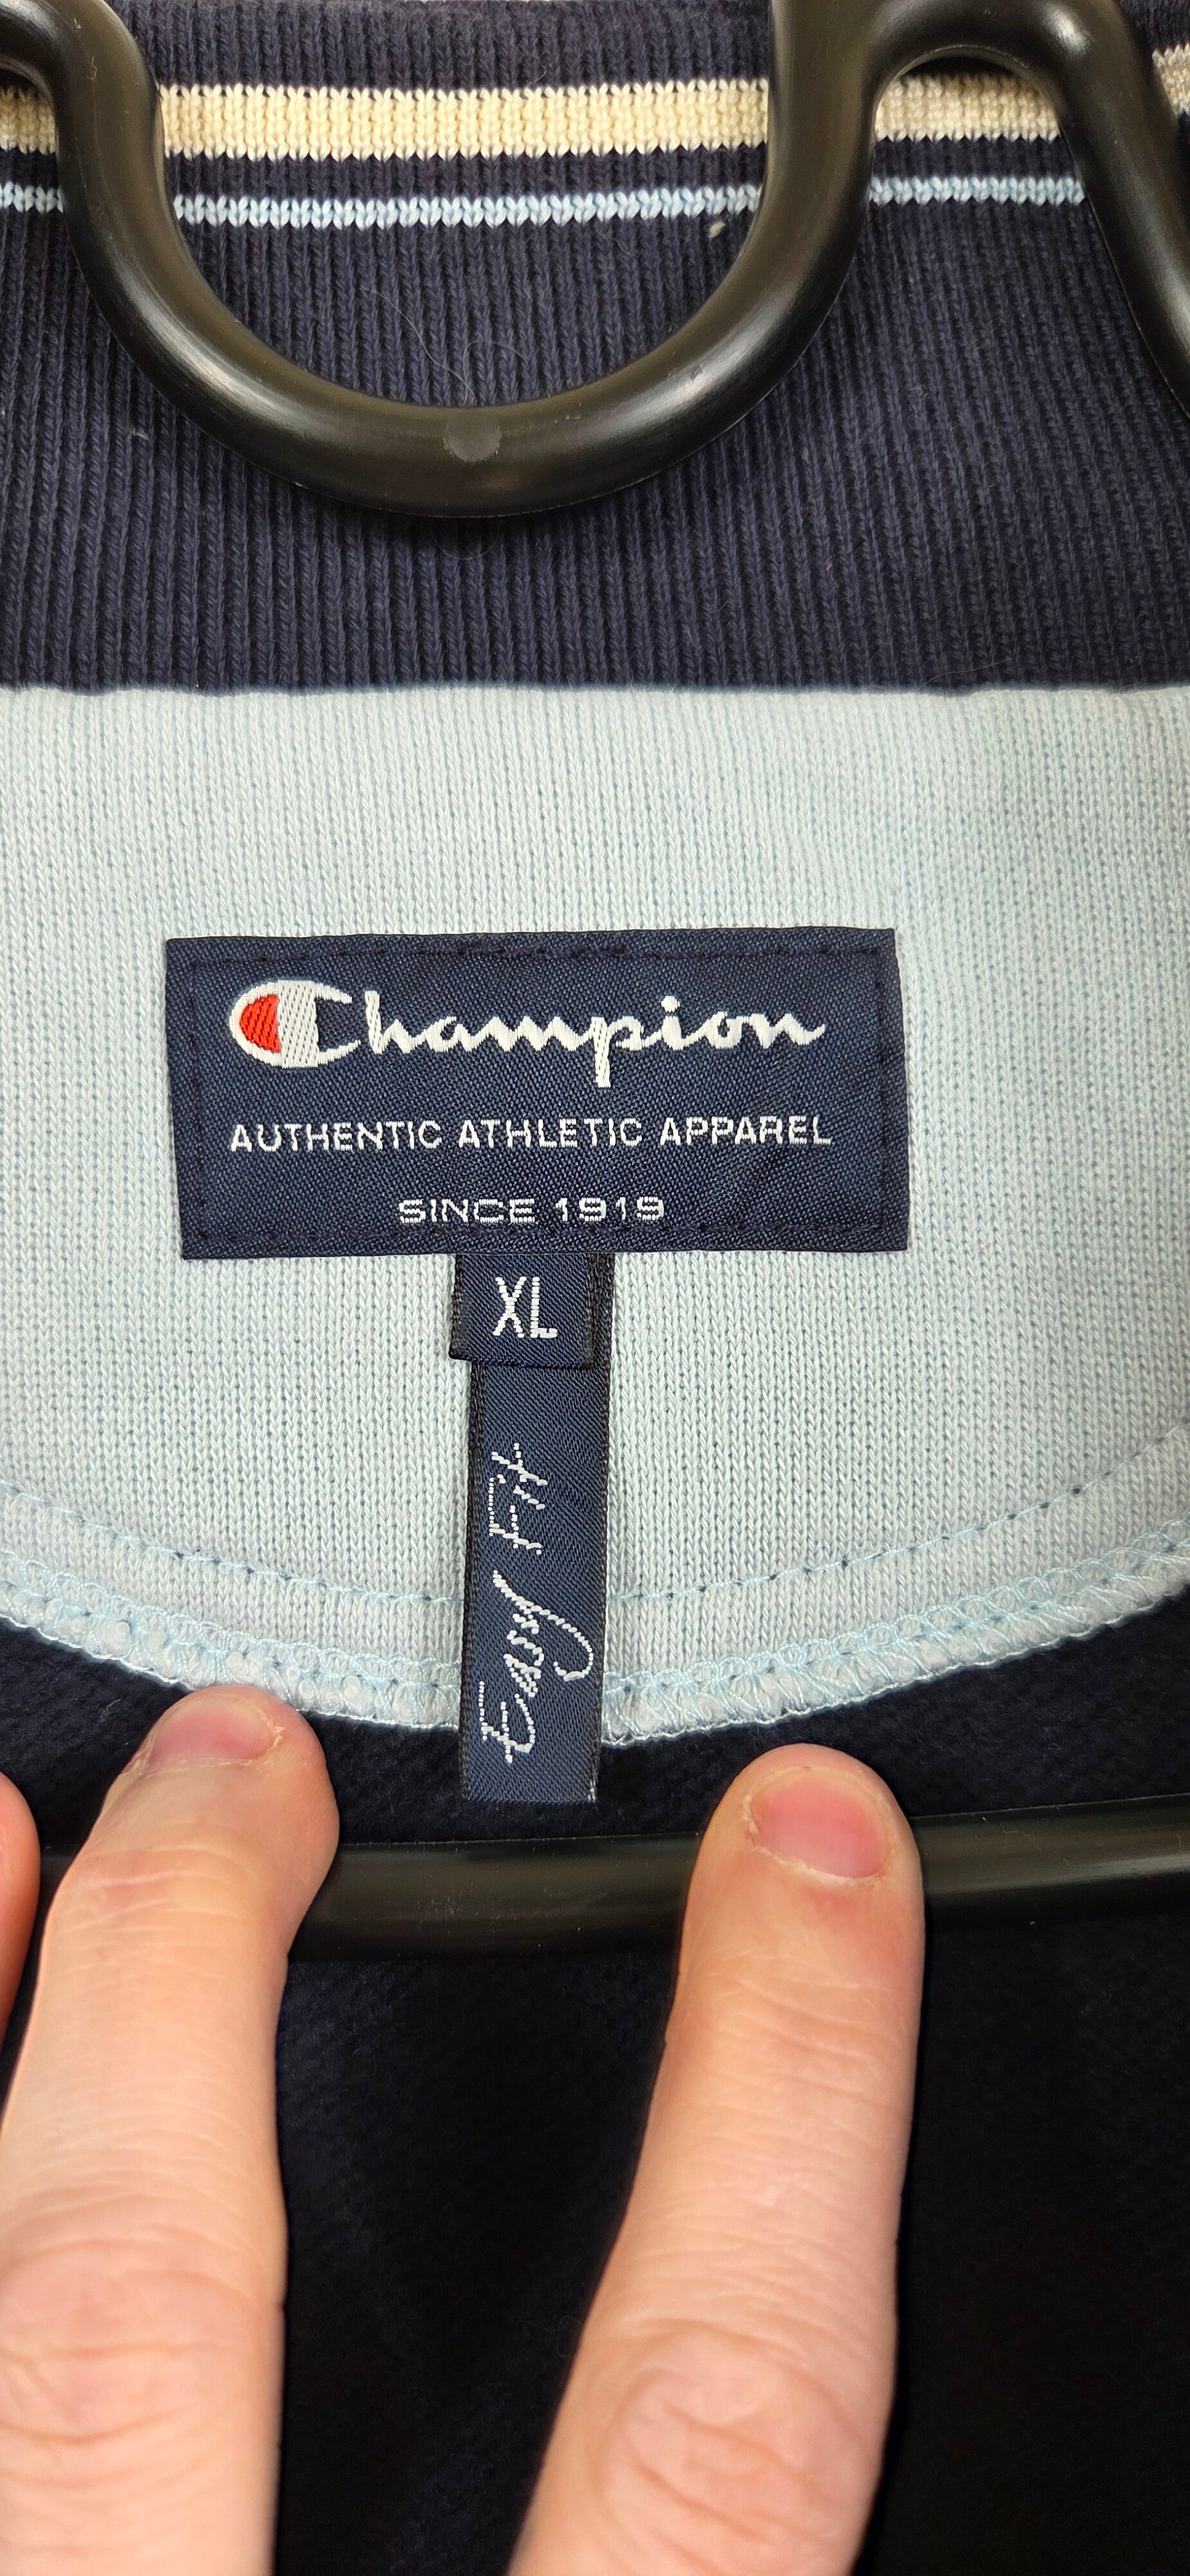 Champion
AUTHENTIC ATHLETIC APPAREL
SINCE 1919
XL
Easy Fit